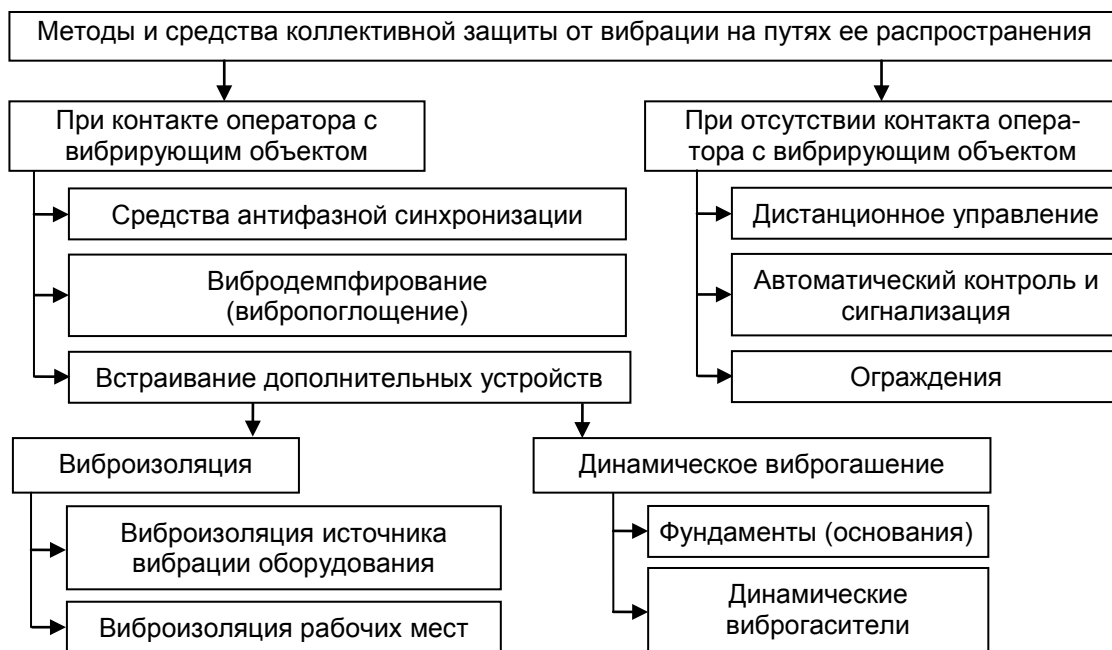 Методы и средства коллективной защиты от вибрации на путях ее распространения
При контакте оператора с
вибрирующим объектом
При отсутствии контакта опера-
тора с вибрирующим объектом
Средства антифазной синхронизации
Дистанционное управление
Вибродемпфирование
(вибропоглощение)
Автоматический контроль и
сигнализация
Встраивание дополнительных устройств
Ограждения
Виброизоляция
Динамическое виброгашение
Виброизоляция источника
вибрации оборудования
Фундаменты (основания)
Виброизоляция рабочих мест
Динамические
виброгасители